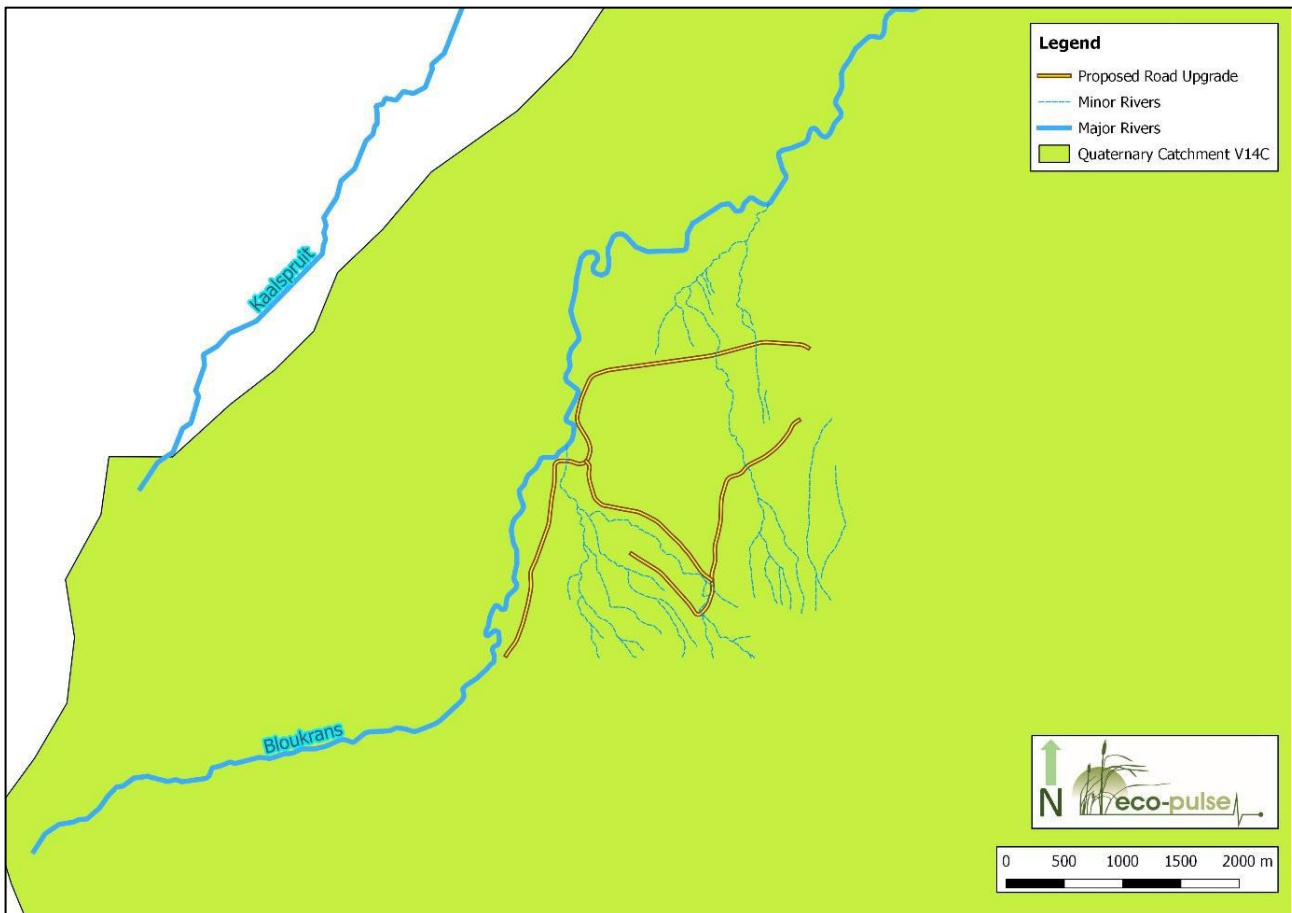 Legend
Proposed Road Upgrade
Minor Rivers
Major Rivers
Quaternary Catchment V14C
Kaalspruit
Bloukrans
N
eco-pulse
0 500 1000 1500 2000 m